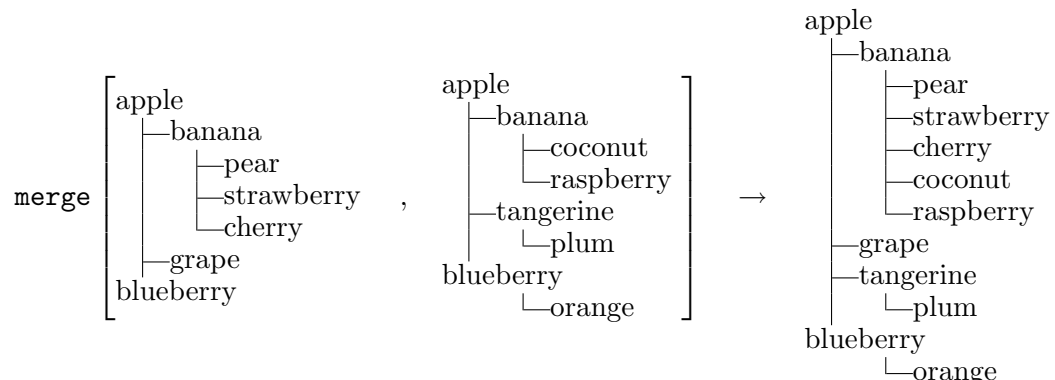 merge
apple
banana
pear
strawberry
cherry
grape
blueberry
,
apple
banana
coconut
raspberry
tangerine
plum
blueberry
orange
→
apple
banana
pear
strawberry
cherry
coconut
raspberry
grape
tangerine
plum
blueberry
orange